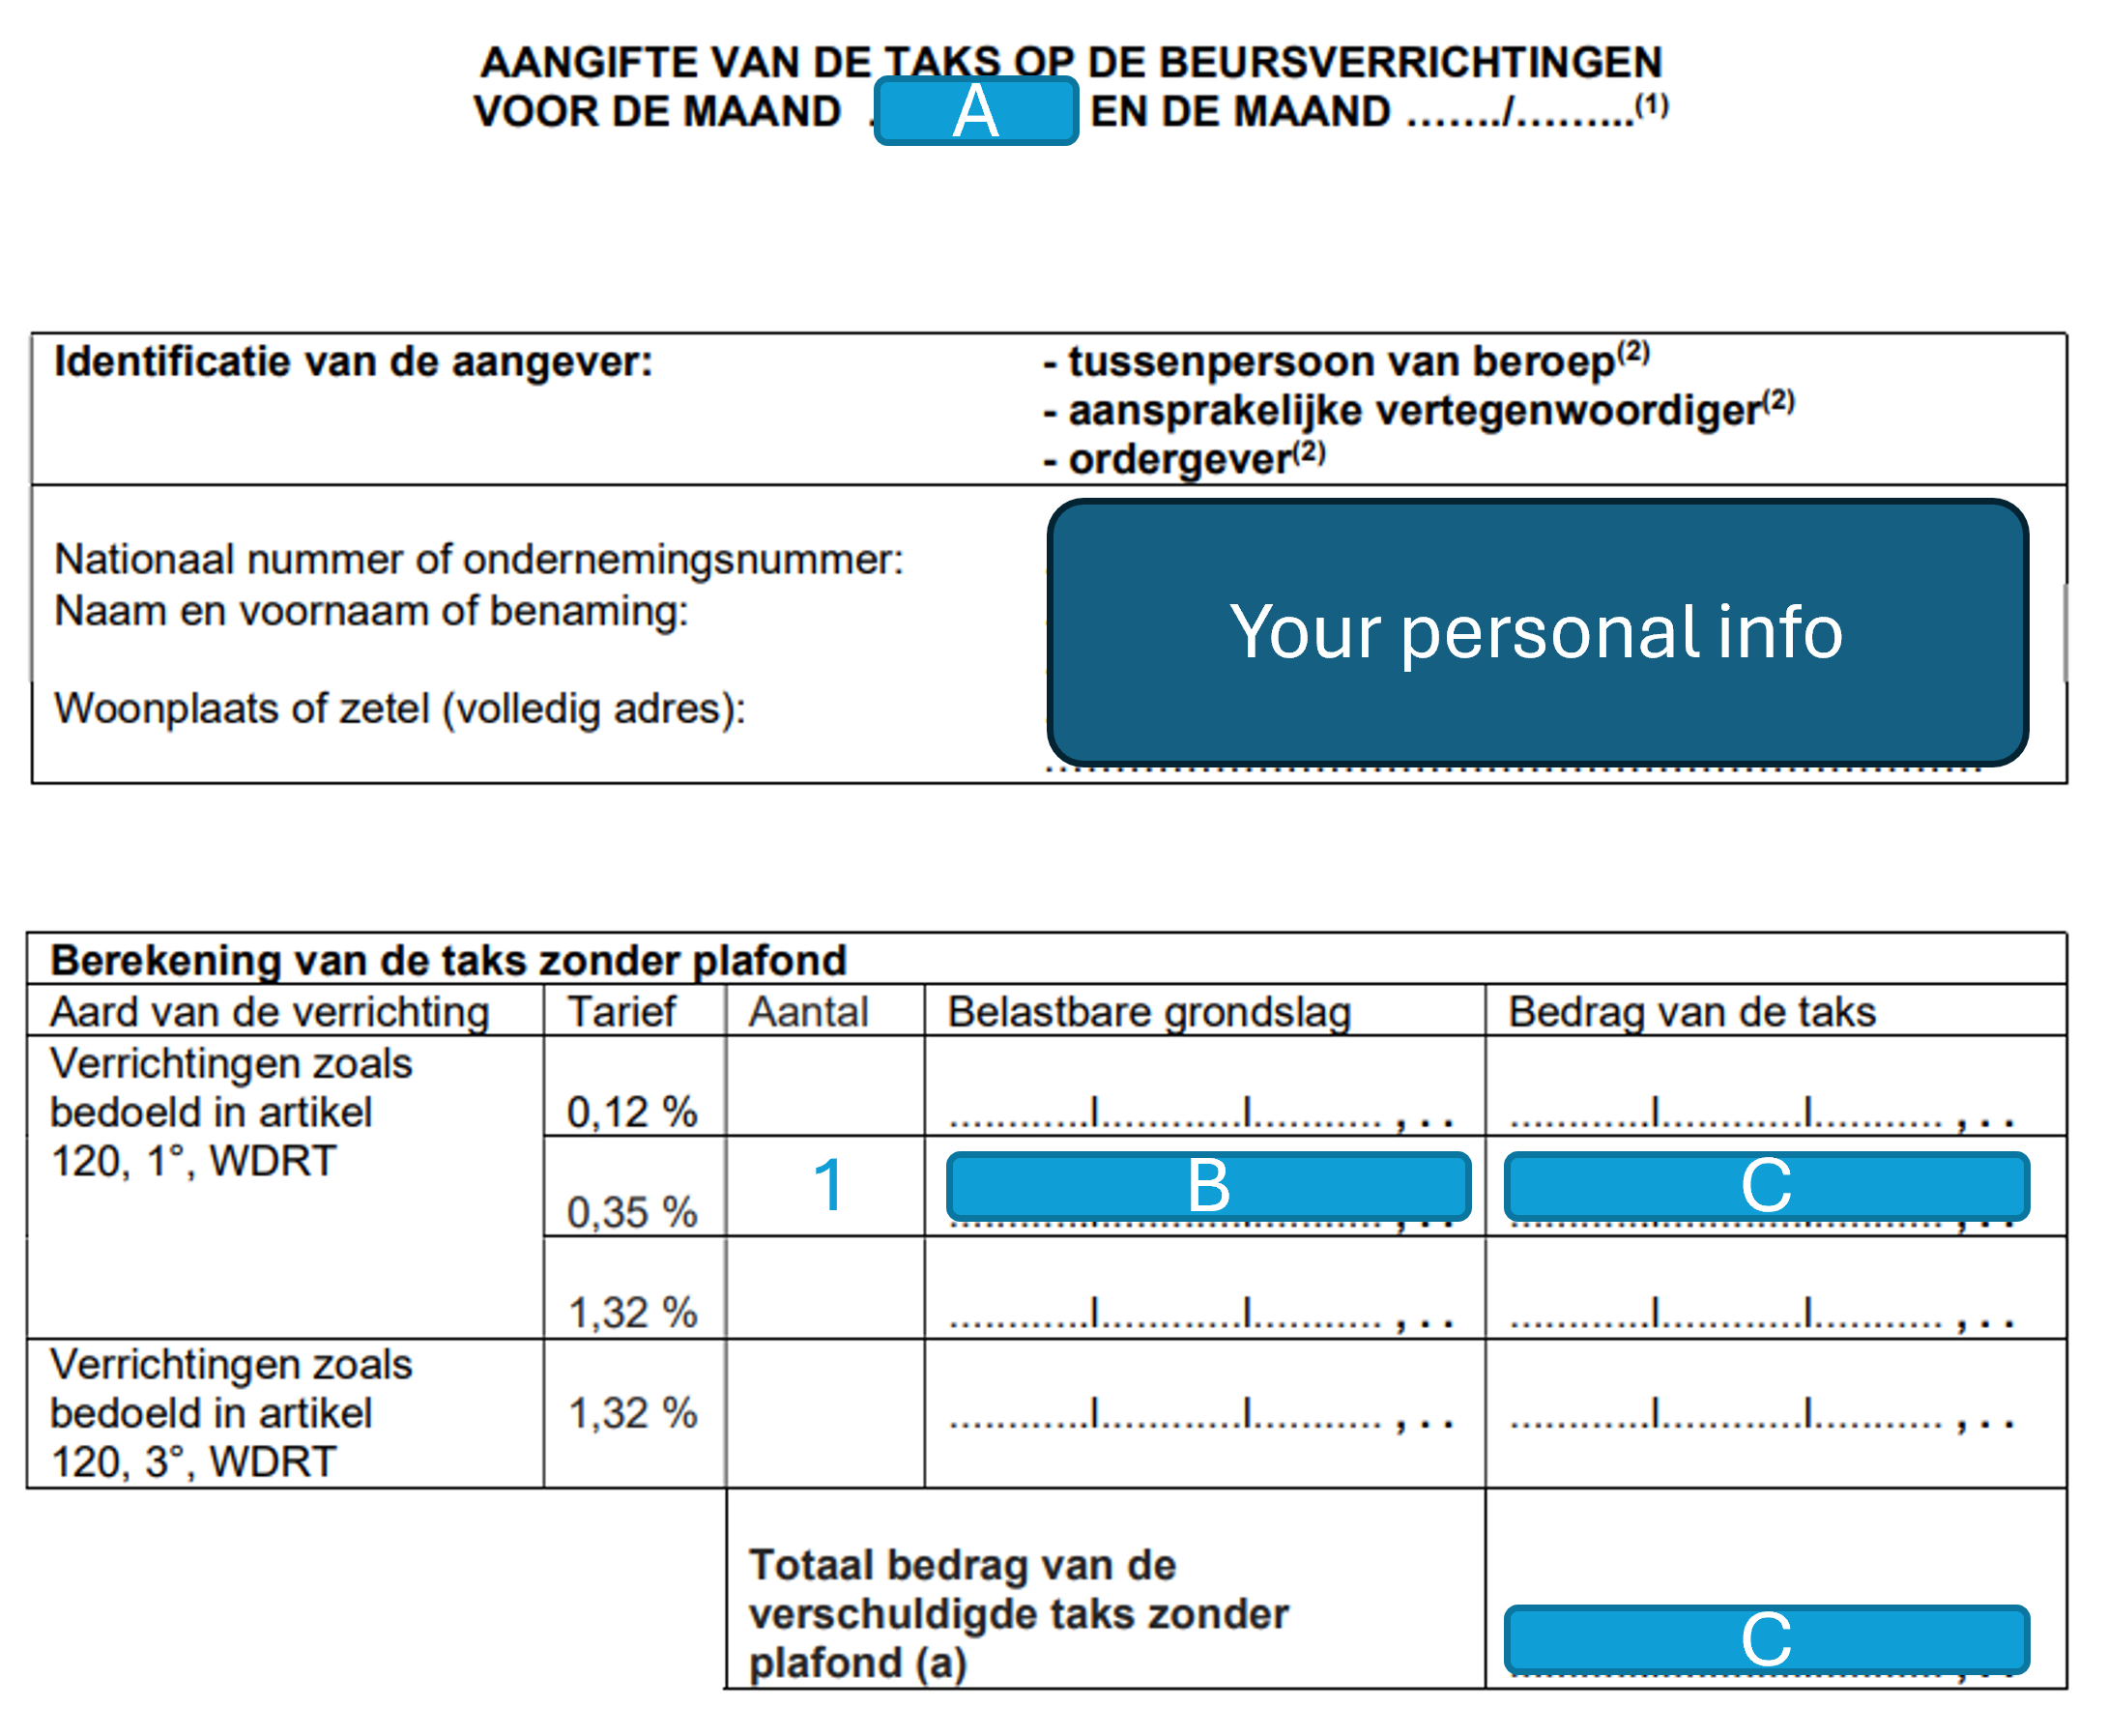 AANGIFTE VAN DE TAKS OP DE BEURSVERRICHTINGEN
VOOR DE MAAND . A EN DE MAAND ……./……...(1)
Identificatie van de aangever:
- tussenpersoon van beroep(2)
- aansprakelijke vertegenwoordiger(2)
- ordergever(2)
Nationaal nummer of ondernemingsnummer:
Naam en voornaam of benaming:
Woonplaats of zetel (volledig adres):
Your personal info
Berekening van de taks zonder plafond
Aard van de verrichting Tarief Aantal Belastbare grondslag Bedrag van de taks
Verrichtingen zoals
bedoeld in artikel
120, 1°, WDRT
0,12 % ............I............I........... , . . ............I............I........... , . .
0,35 % 1 B C
1,32 % ............I............I........... , . . ............I............I........... , . .
Verrichtingen zoals
bedoeld in artikel
120, 3°, WDRT
1,32 % ............I............I........... , . . ............I............I........... , . .
Totaal bedrag van de
verschuldigde taks zonder
plafond (a)
C